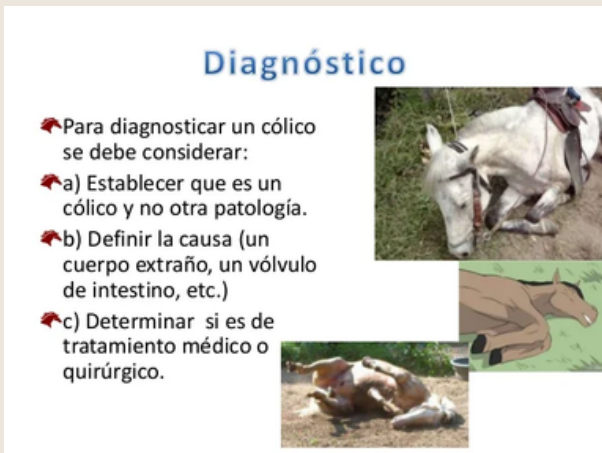 Diagnóstico
Para diagnosticar un cólico
se debe considerar:
a) Establecer que es un
cólico y no otra patología.
b) Definir la causa (un
cuerpo extraño, un vólvulo
de intestino, etc.)
c) Determinar si es de
tratamiento médico o
quirúrgico.